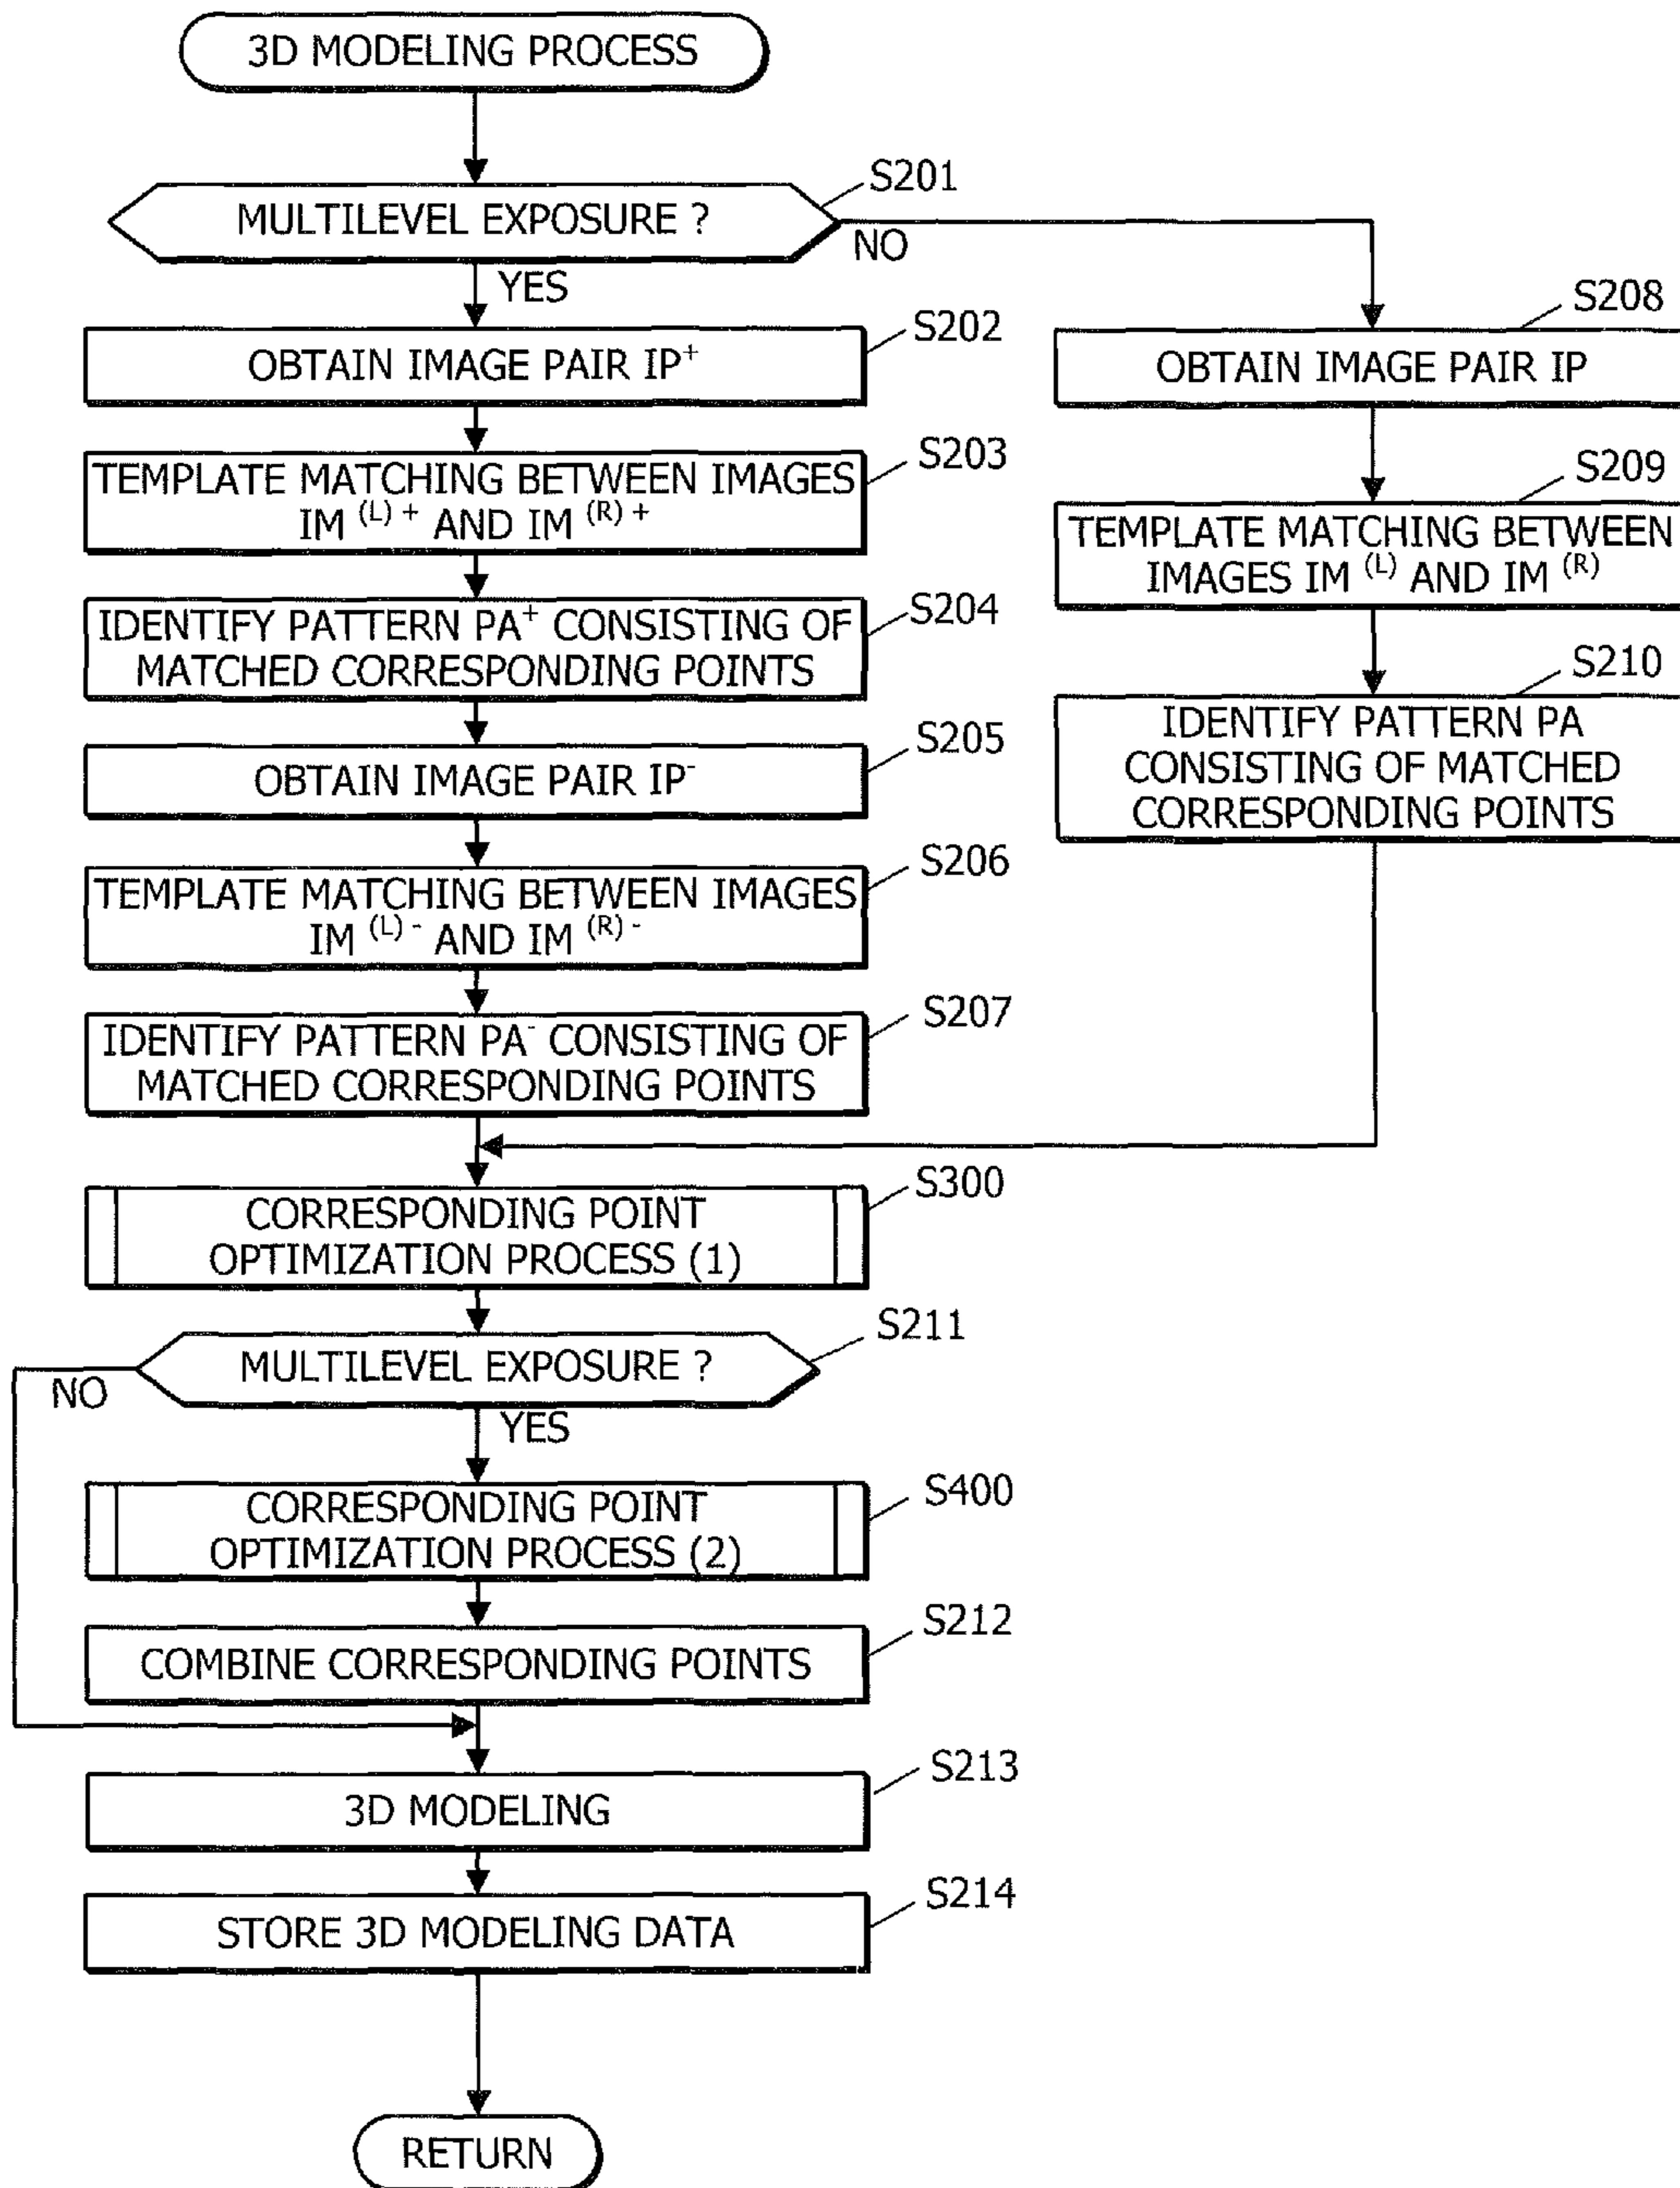 3D MODELING PROCESS
S201
MULTILEVEL EXPOSURE ?
NO
YES
S202
OBTAIN IMAGE PAIR IP⁺
S203
TEMPLATE MATCHING BETWEEN IMAGES
IM ⁽ᴸ⁾ ⁺ AND IM ⁽ᴿ⁾ ⁺
S204
IDENTIFY PATTERN PA⁺ CONSISTING OF
MATCHED CORRESPONDING POINTS
S205
OBTAIN IMAGE PAIR IP⁻
S206
TEMPLATE MATCHING BETWEEN IMAGES
IM ⁽ᴸ⁾ ⁻ AND IM ⁽ᴿ⁾ ⁻
S207
IDENTIFY PATTERN PA⁻ CONSISTING OF
MATCHED CORRESPONDING POINTS
S208
OBTAIN IMAGE PAIR IP
S209
TEMPLATE MATCHING BETWEEN
IMAGES IM ⁽ᴸ⁾ AND IM ⁽ᴿ⁾
S210
IDENTIFY PATTERN PA
CONSISTING OF MATCHED
CORRESPONDING POINTS
S300
CORRESPONDING POINT
OPTIMIZATION PROCESS (1)
S211
MULTILEVEL EXPOSURE ?
NO
YES
S400
CORRESPONDING POINT
OPTIMIZATION PROCESS (2)
S212
COMBINE CORRESPONDING POINTS
S213
3D MODELING
S214
STORE 3D MODELING DATA
RETURN